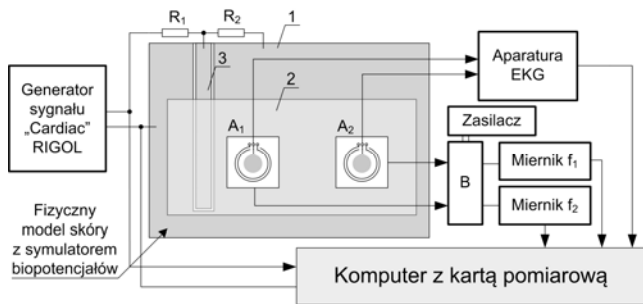 R1
R2
1
3
2
Generator
sygnału
„Cardiac”
RIGOL
Aparatura
EKG
A1
A2
Zasilacz
B
Miernik f1
Miernik f2
Fizyczny
model skóry
z symulatorem
biopotencjałów
Komputer z kartą pomiarową